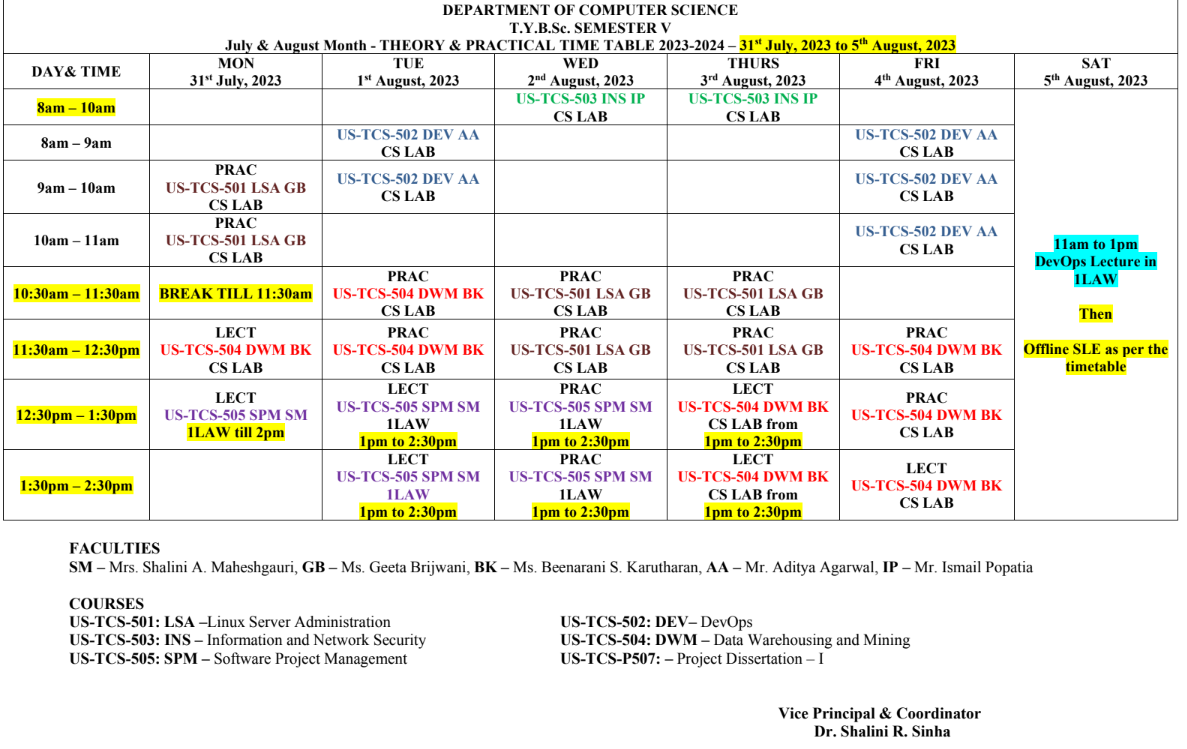 DEPARTMENT OF COMPUTER SCIENCE
T.Y.B.Sc. SEMESTER V
July & August Month - THEORY & PRACTICAL TIME TABLE 2023-2024 – 31st July, 2023 to 5th August, 2023
DAY& TIME
MON
31st July, 2023
TUE
1st August, 2023
WED
2nd August, 2023
THURS
3rd August, 2023
FRI
4th August, 2023
SAT
5th August, 2023
8am – 10am
US-TCS-503 INS IP
CS LAB
US-TCS-503 INS IP
CS LAB
8am – 9am
US-TCS-502 DEV AA
CS LAB
US-TCS-502 DEV AA
CS LAB
9am – 10am
PRAC
US-TCS-501 LSA GB
CS LAB
US-TCS-502 DEV AA
CS LAB
US-TCS-502 DEV AA
CS LAB
10am – 11am
PRAC
US-TCS-501 LSA GB
CS LAB
US-TCS-502 DEV AA
CS LAB
10:30am – 11:30am
BREAK TILL 11:30am
PRAC
US-TCS-504 DWM BK
CS LAB
PRAC
US-TCS-501 LSA GB
CS LAB
PRAC
US-TCS-501 LSA GB
CS LAB
11:30am – 12:30pm
LECT
US-TCS-504 DWM BK
CS LAB
PRAC
US-TCS-504 DWM BK
CS LAB
PRAC
US-TCS-501 LSA GB
CS LAB
PRAC
US-TCS-501 LSA GB
CS LAB
PRAC
US-TCS-504 DWM BK
CS LAB
12:30pm – 1:30pm
LECT
US-TCS-505 SPM SM
1LAW till 2pm
LECT
US-TCS-505 SPM SM
1LAW
1pm to 2:30pm
PRAC
US-TCS-505 SPM SM
1LAW
1pm to 2:30pm
LECT
US-TCS-504 DWM BK
CS LAB from
1pm to 2:30pm
PRAC
US-TCS-504 DWM BK
CS LAB
1:30pm – 2:30pm
LECT
US-TCS-505 SPM SM
1LAW
1pm to 2:30pm
PRAC
US-TCS-505 SPM SM
1LAW
1pm to 2:30pm
LECT
US-TCS-504 DWM BK
CS LAB from
1pm to 2:30pm
LECT
US-TCS-504 DWM BK
CS LAB
11am to 1pm
DevOps Lecture in
1LAW
Then
Offline SLE as per the
timetable
FACULTIES
SM – Mrs. Shalini A. Maheshgauri, GB – Ms. Geeta Brijwani, BK – Ms. Beenarani S. Karutharan, AA – Mr. Aditya Agarwal, IP – Mr. Ismail Popatia
COURSES
US-TCS-501: LSA –Linux Server Administration
US-TCS-502: DEV– DevOps
US-TCS-503: INS – Information and Network Security
US-TCS-504: DWM – Data Warehousing and Mining
US-TCS-505: SPM – Software Project Management
US-TCS-P507: – Project Dissertation – I
Vice Principal & Coordinator
Dr. Shalini R. Sinha